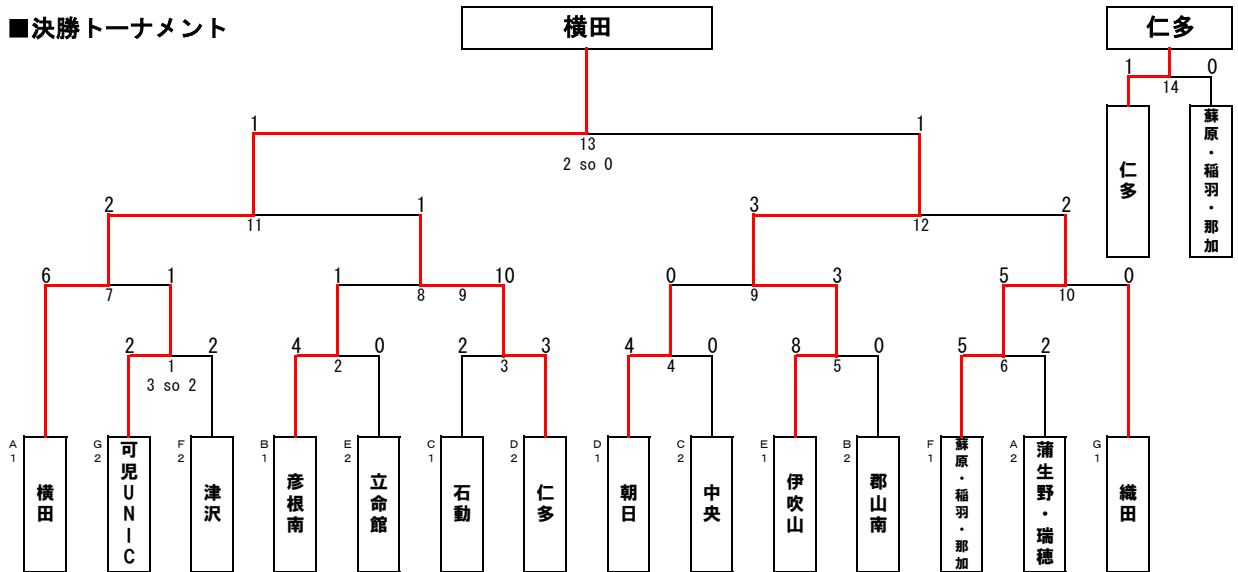 ■決勝トーナメント
横田
仁多
1 0
14
仁多
蘇原・稲羽・那加
1 1
13
2 so 0
2 1 3 2
11 12
6 1 1 10 0 3 5 0
7 8 9 9 10
2 2 4 0 2 3 4 0 8 0 5 2
1 2 3 4 5 6
3 so 2
A1 G2 F2 B1 E2 C1 D2 D1 C2 E1 B2 F1 A2 G1
横田
可児UNIC
津沢
彦根南
立命館
石動
仁多
朝日
中央
伊吹山
郡山南
蘇原・稲羽・那加
蒲生野・瑞穂
織田